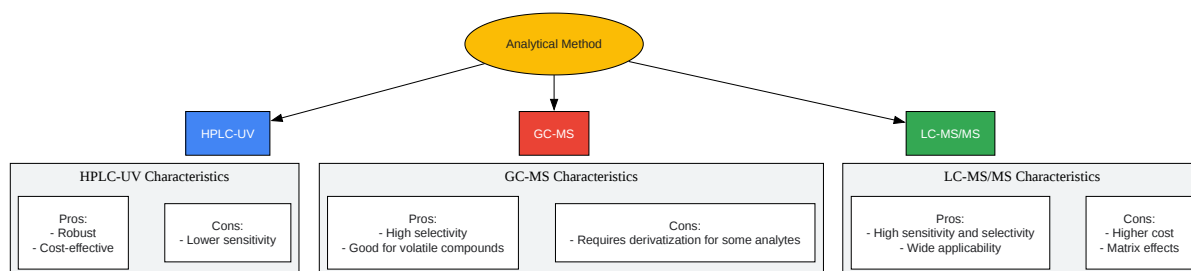 Analytical Method
HPLC-UV
GC-MS
LC-MS/MS
HPLC-UV Characteristics
Pros:
- Robust
- Cost-effective
Cons:
- Lower sensitivity
GC-MS Characteristics
Pros:
- High selectivity
- Good for volatile compounds
Cons:
- Requires derivatization for some analytes
LC-MS/MS Characteristics
Pros:
- High sensitivity and selectivity
- Wide applicability
Cons:
- Higher cost
- Matrix effects